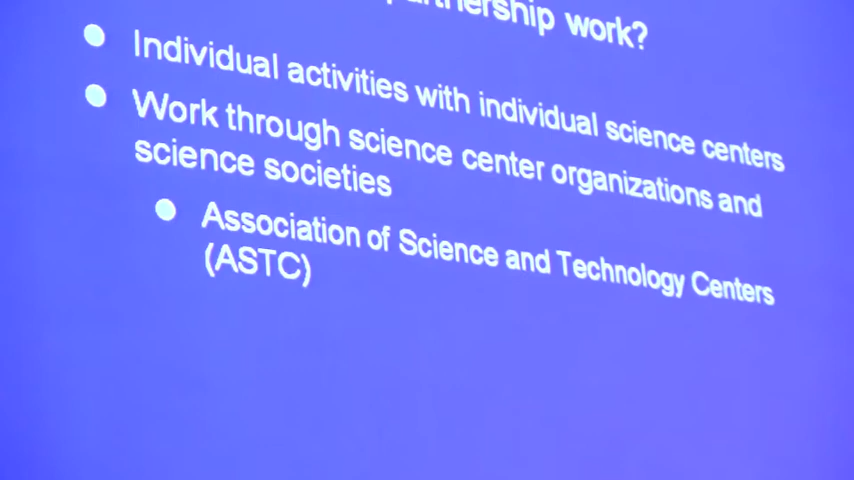 work?
Individual activities with individual science centers
Work through science center organizations and
science societies
Association of Science and Technology Centers
(ASTC)